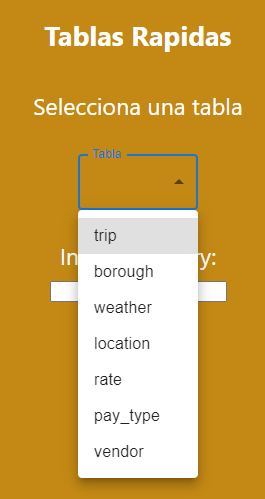 Tablas Rapidas
Selecciona una tabla
Tabla
trip
borough
weather
location
rate
pay_type
vendor